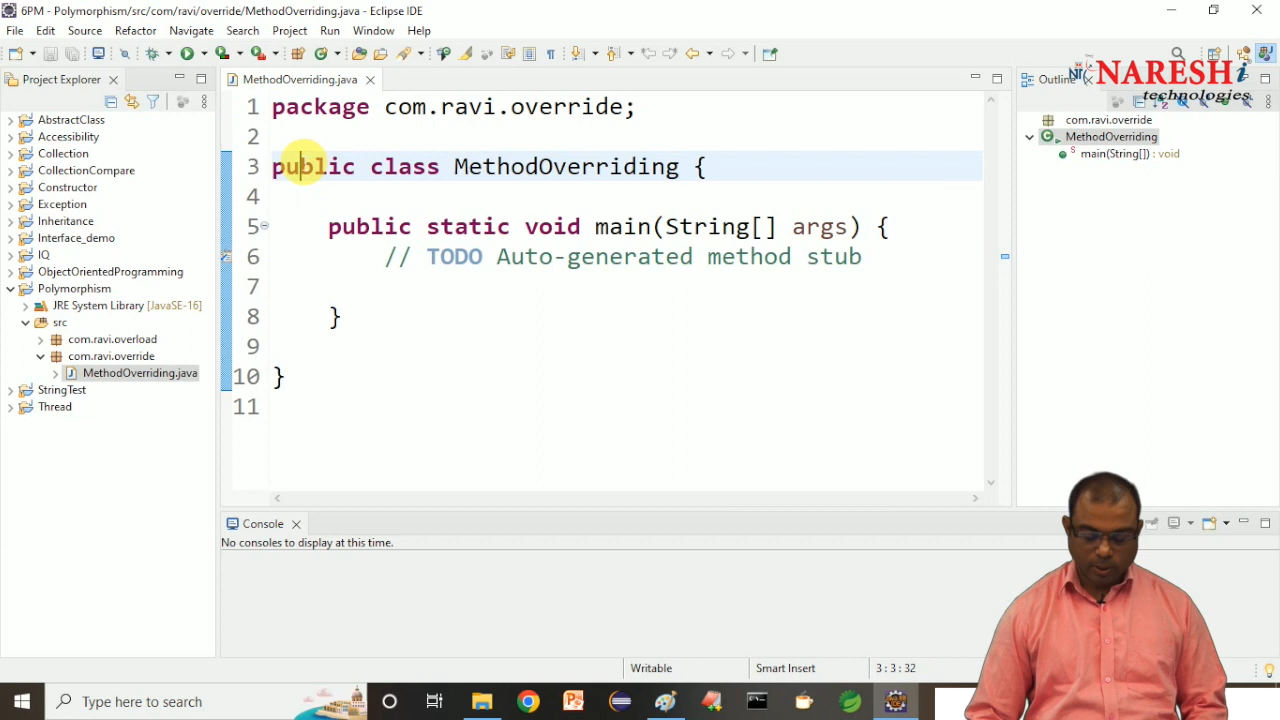 6PM - Polymorphism/src/com/ravi/override/MethodOverriding.java - Eclipse IDE
File Edit Source Refactor Navigate Search Project Run Window Help
NARESHi
technologies
Project Explorer
AbstractClass
Accessibility
Collection
CollectionCompare
Constructor
Exception
Inheritance
Interface_demo
IQ
ObjectOrientedProgramming
Polymorphism
JRE System Library [JavaSE-16]
src
com.ravi.overload
com.ravi.override
MethodOverriding.java
StringTest
Thread
MethodOverriding.java
1 package com.ravi.override;
2
3 public class MethodOverriding {
4
5 public static void main(String[] args) {
6 // TODO Auto-generated method stub
7
8 }
9
10 }
11
Outline
com.ravi.override
MethodOverriding
main(String[]) : void
Console
No consoles to display at this time.
Writable Smart Insert 3 : 3 : 32
Type here to search